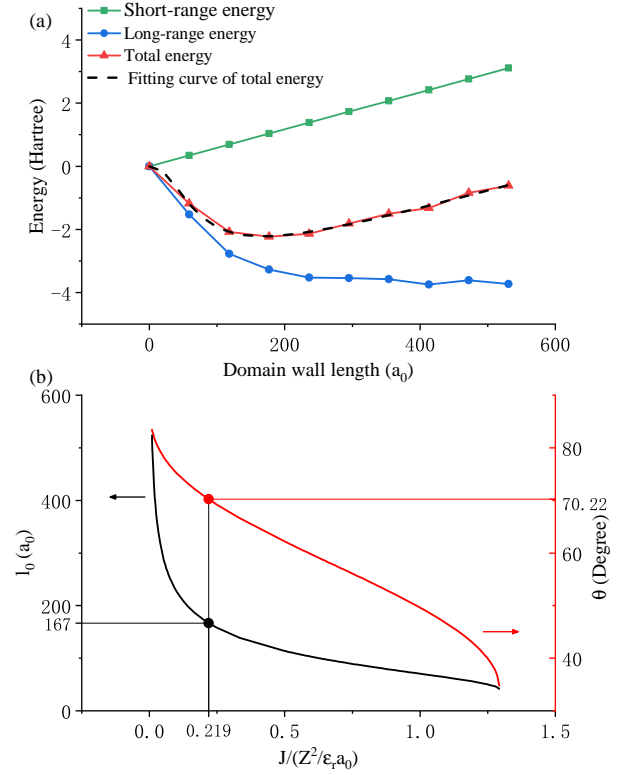 (a)
Short-range energy
Long-range energy
Total energy
Fitting curve of total energy
Energy (Hartree)
4
2
0
−2
−4
0
200
400
600
Domain wall length (a0)
(b)
l0 (a0)
600
400
200
167
0
80
70.22
60
40
θ (Degree)
0.0
0.219
0.5
1.0
1.5
J/(Z²/εra0)